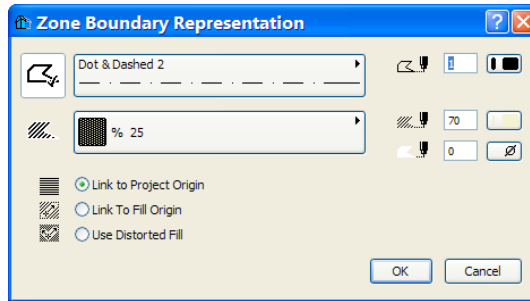 Zone Boundary Representation
Dot & Dashed 2
1
% 25
70
0
Link to Project Origin
Link To Fill Origin
Use Distorted Fill
OK
Cancel